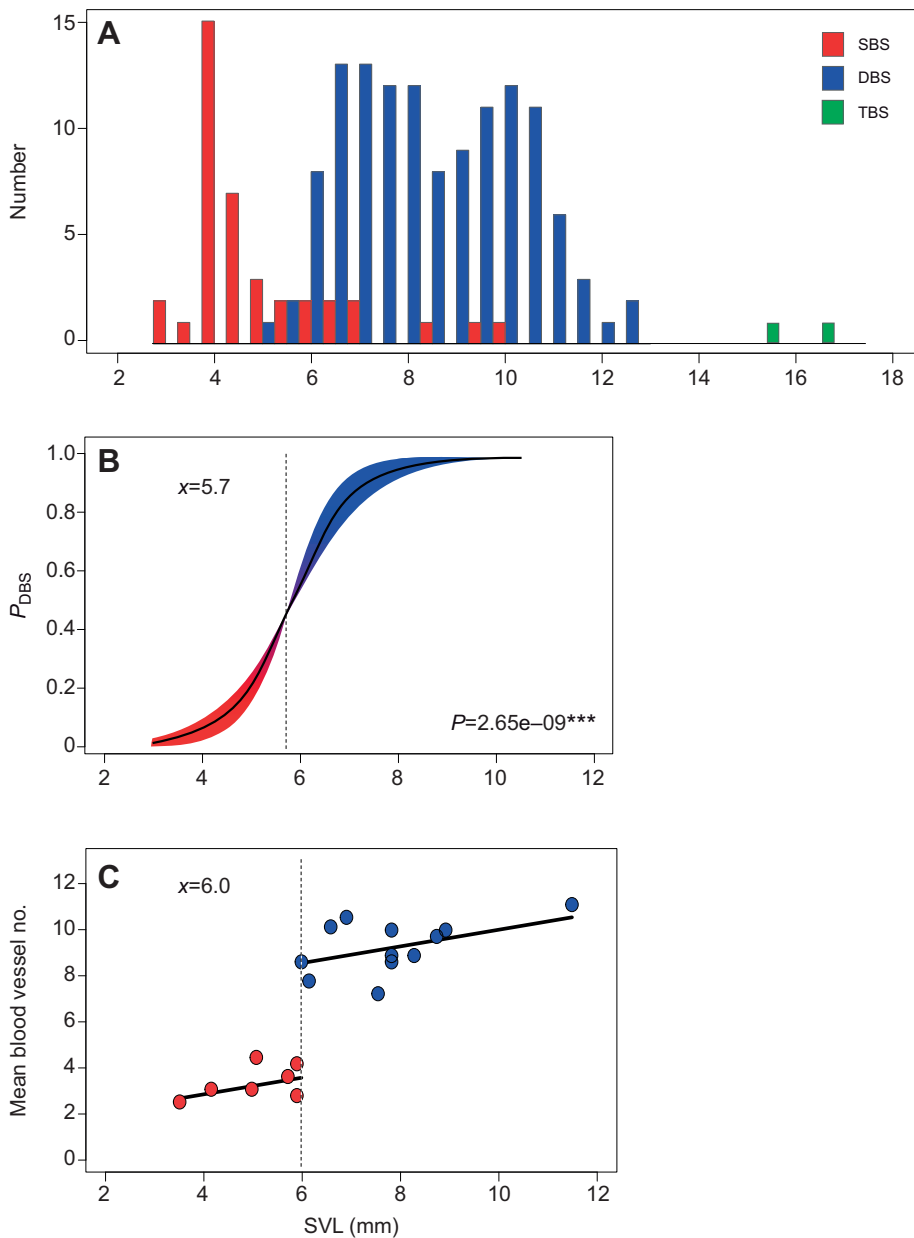 A
15
10
5
0
Number
SBS
DBS
TBS
2 4 6 8 10 12 14 16 18
B
x=5.7
1.0
0.8
0.6
0.4
0.2
0
PDBS
P=2.65e–09***
2 4 6 8 10 12
C
x=6.0
12
10
8
6
4
2
0
Mean blood vessel no.
2 4 6 8 10 12
SVL (mm)